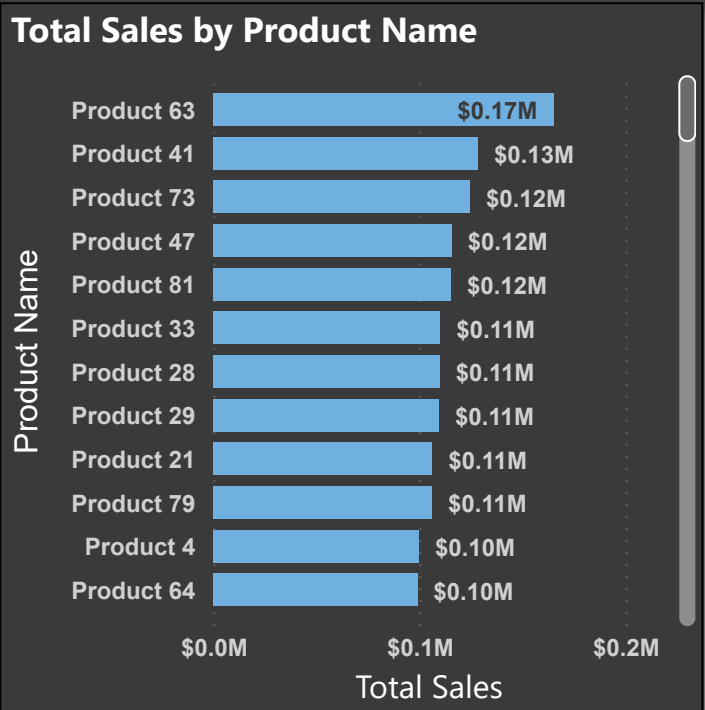 Total Sales by Product Name
Product Name
Product 63 $0.17M
Product 41 $0.13M
Product 73 $0.12M
Product 47 $0.12M
Product 81 $0.12M
Product 33 $0.11M
Product 28 $0.11M
Product 29 $0.11M
Product 21 $0.11M
Product 79 $0.11M
Product 4 $0.10M
Product 64 $0.10M
$0.0M $0.1M $0.2M
Total Sales